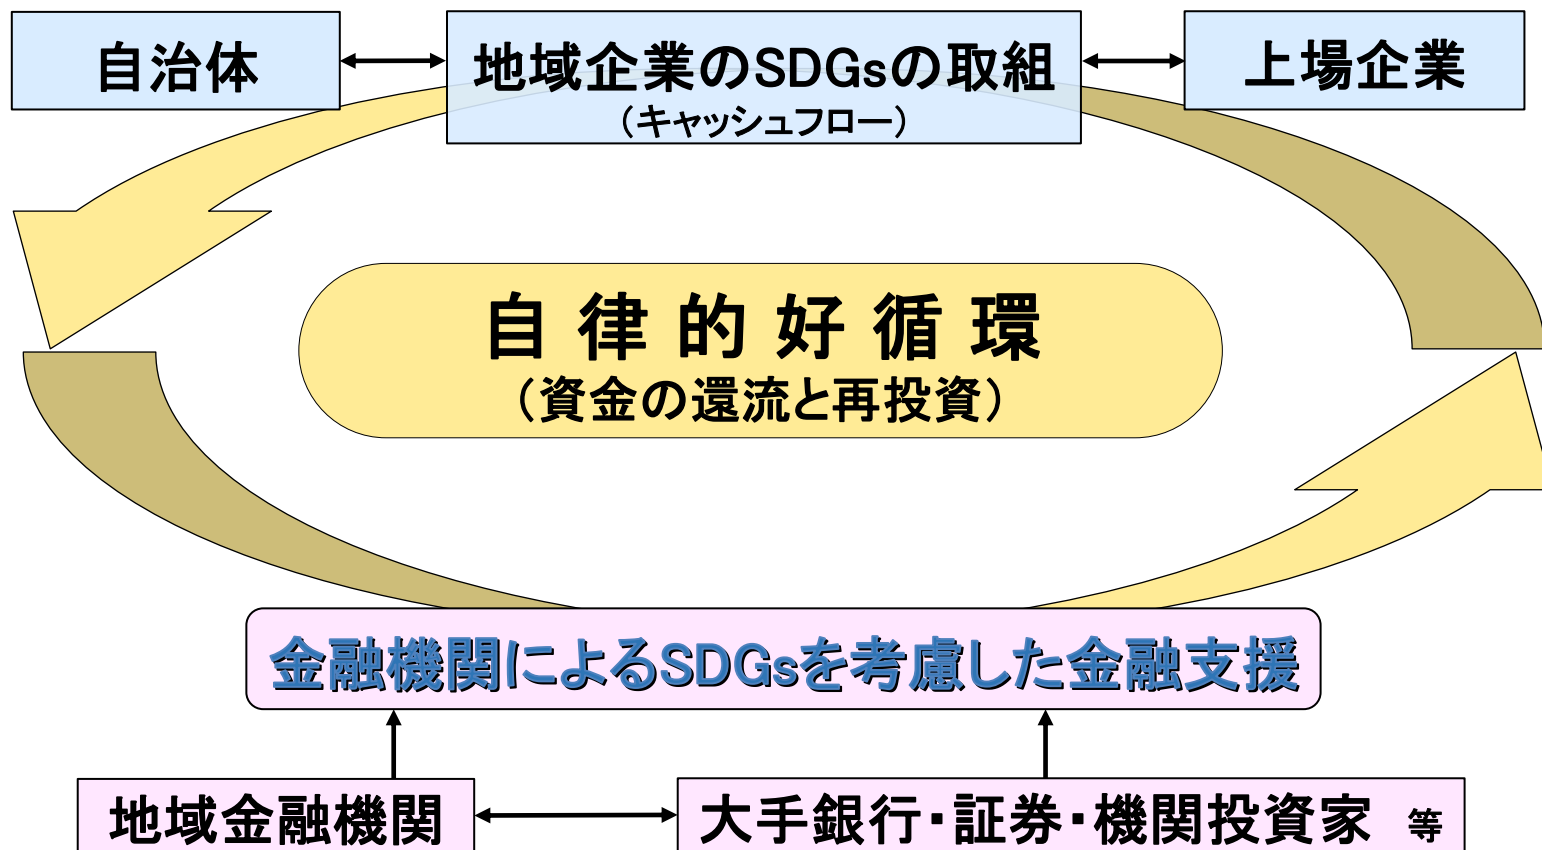 自治体
地域企業のSDGsの取組
（キャッシュフロー）
上場企業
自律的好循環
（資金の還流と再投資）
金融機関によるSDGsを考慮した金融支援
地域金融機関
大手銀行・証券・機関投資家　等